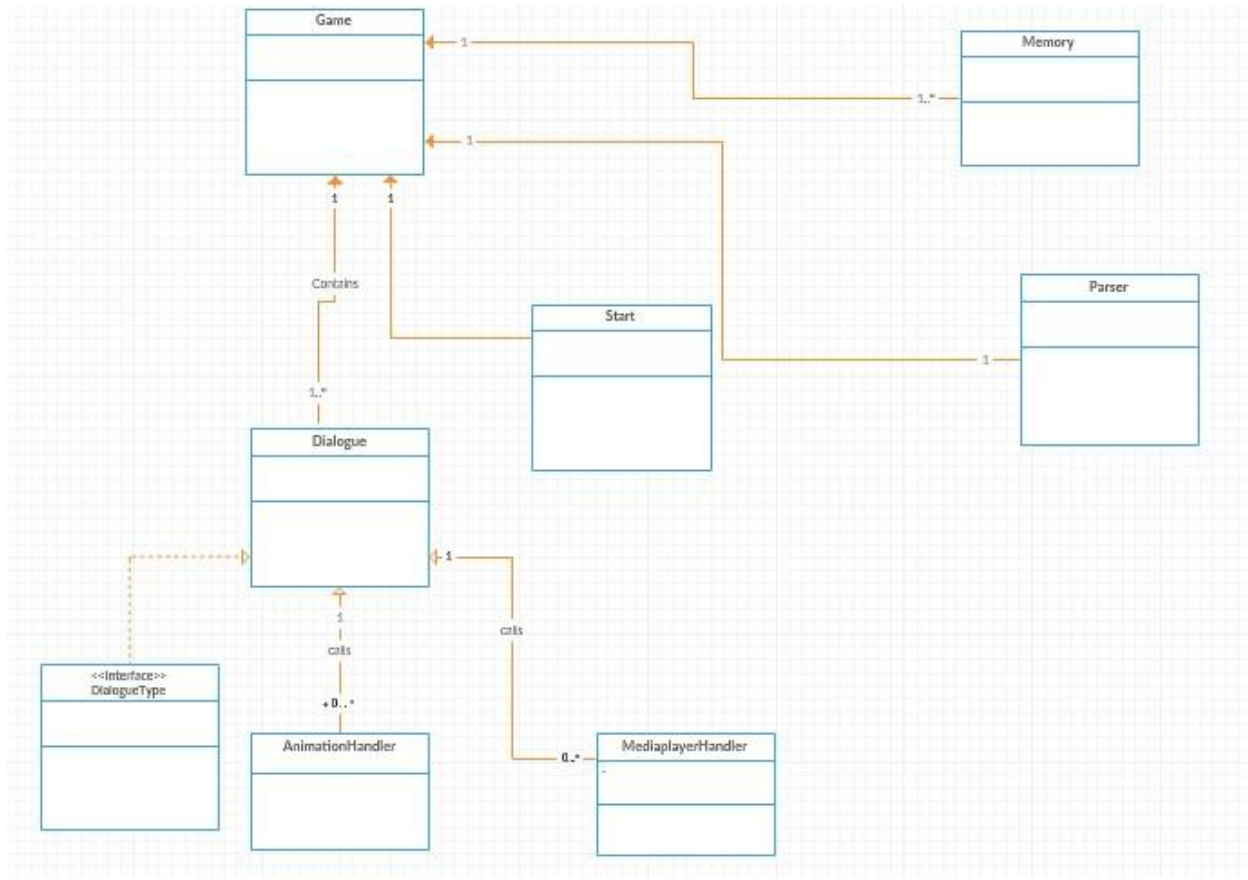 Game
1
Memory
1..*
1
1
1
Contains
Parser
Start
1
1..*
Dialogue
1
1
calls
calls
<<Interface>>
DialogueType
+0..*
AnimationHandler
MediaplayerHandler
0..*
-